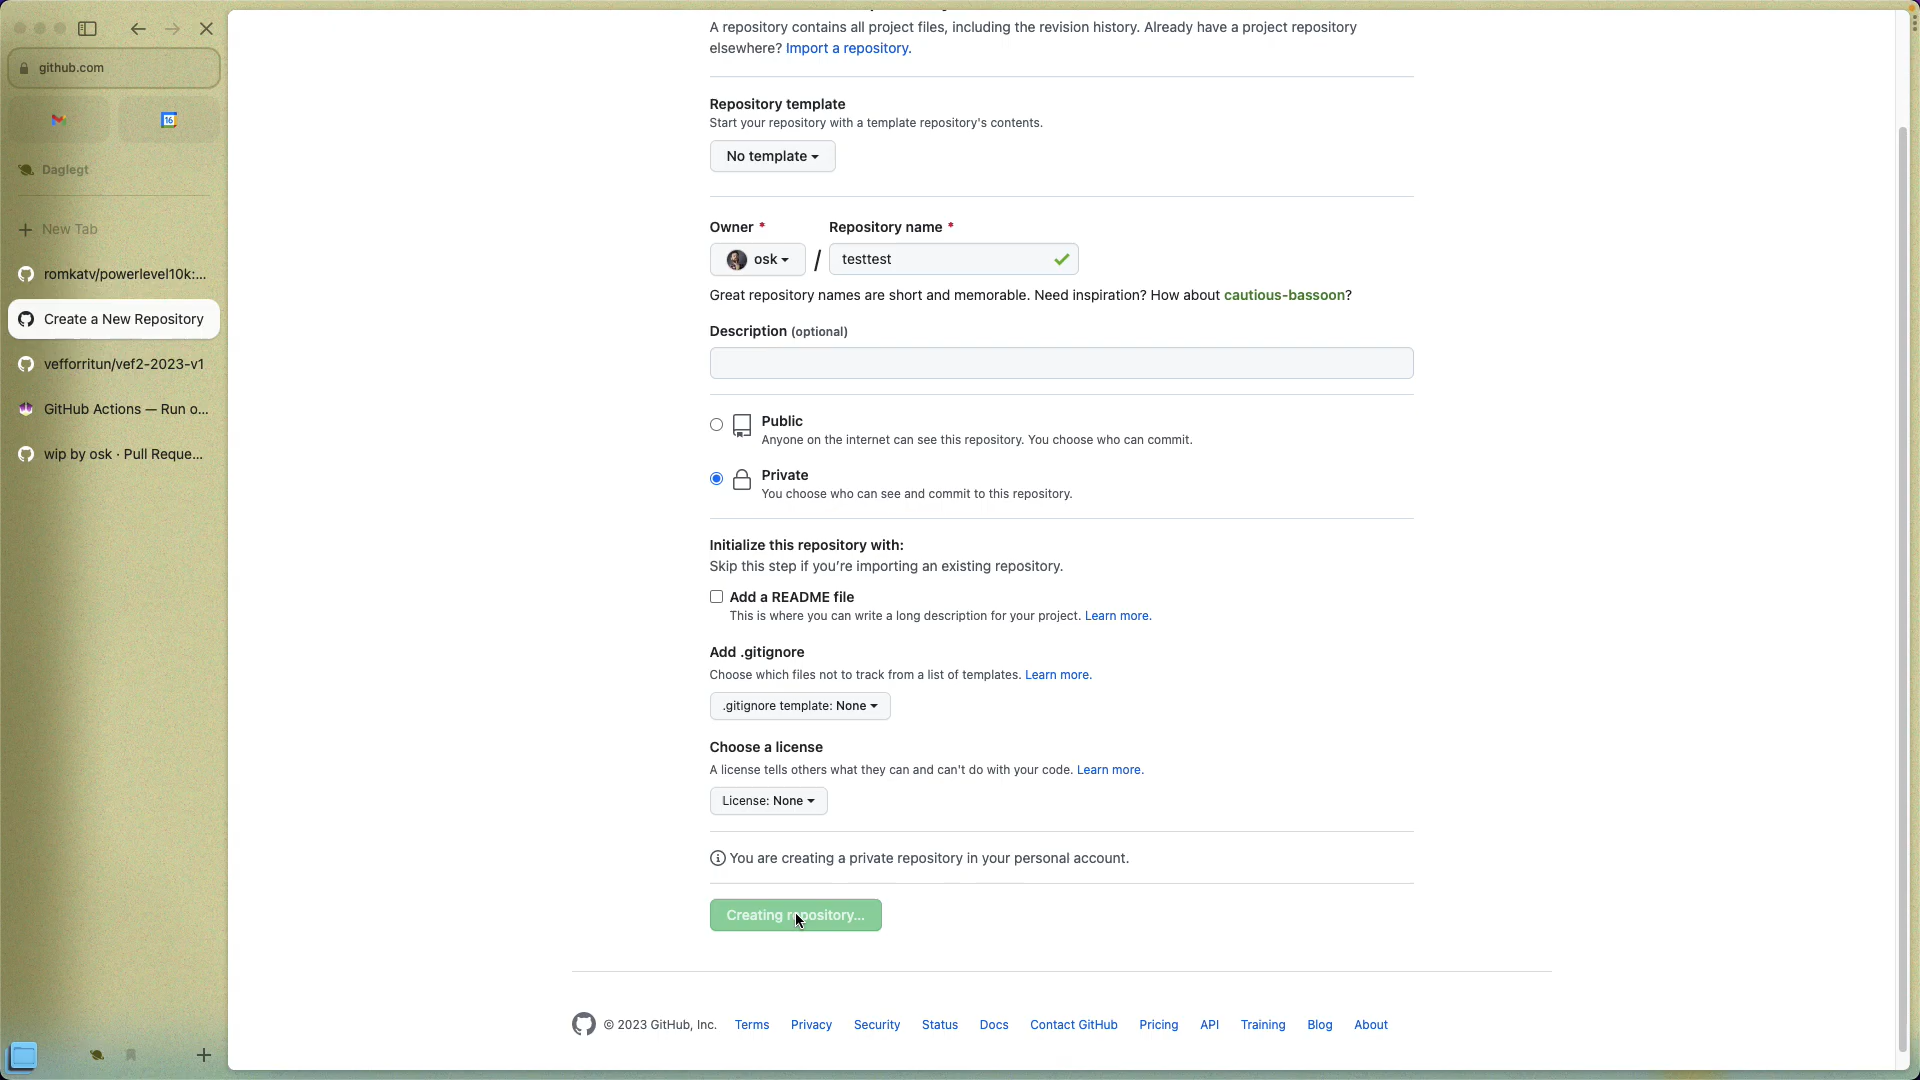 github.com
16
Daglegt
New Tab
romkatv/powerlevel10k:...
Create a New Repository
vefforritun/vef2-2023-v1
GitHub Actions — Run o...
wip by osk · Pull Reque...
A repository contains all project files, including the revision history. Already have a project repository
elsewhere? Import a repository.
Repository template
Start your repository with a template repository's contents.
No template
Owner *
Repository name *
osk
/
testtest
Great repository names are short and memorable. Need inspiration? How about cautious-bassoon?
Description (optional)
Public
Anyone on the internet can see this repository. You choose who can commit.
Private
You choose who can see and commit to this repository.
Initialize this repository with:
Skip this step if you’re importing an existing repository.
Add a README file
This is where you can write a long description for your project. Learn more.
Add .gitignore
Choose which files not to track from a list of templates. Learn more.
.gitignore template: None
Choose a license
A license tells others what they can and can't do with your code. Learn more.
License: None
You are creating a private repository in your personal account.
Creating repository...
© 2023 GitHub, Inc. Terms Privacy Security Status Docs Contact GitHub Pricing API Training Blog About